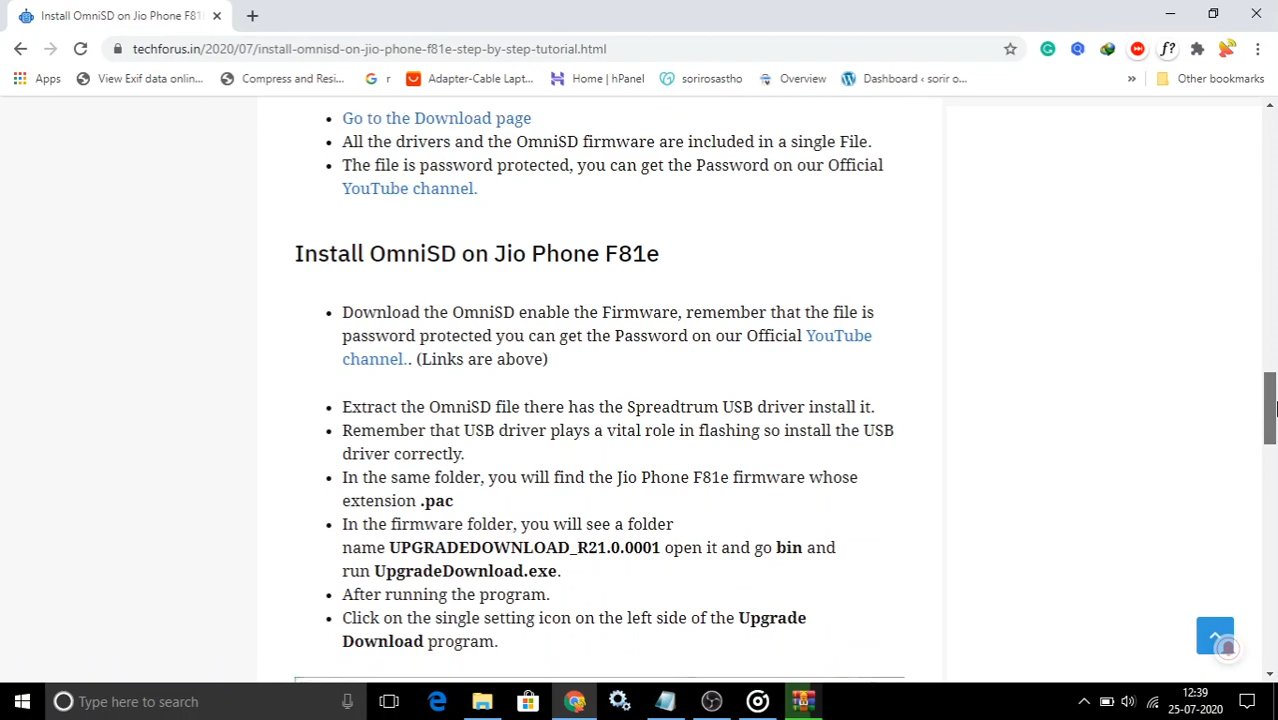 Install OmniSD on Jio Phone F81
techforus.in/2020/07/install-omnisd-on-jio-phone-f81e-step-by-step-tutorial.html
f?
Apps
View Exif data onlin...
Compress and Resi...
r
Adapter-Cable Lapt...
Home | hPanel
sorirosastho
Overview
Dashboard ‹ sorir o...
»
Other bookmarks
• Go to the Download page
• All the drivers and the OmniSD firmware are included in a single File.
• The file is password protected, you can get the Password on our Official
YouTube channel.
Install OmniSD on Jio Phone F81e
• Download the OmniSD enable the Firmware, remember that the file is
password protected you can get the Password on our Official YouTube
channel.. (Links are above)
• Extract the OmniSD file there has the Spreadtrum USB driver install it.
• Remember that USB driver plays a vital role in flashing so install the USB
driver correctly.
• In the same folder, you will find the Jio Phone F81e firmware whose
extension .pac
• In the firmware folder, you will see a folder
name UPGRADEDOWNLOAD_R21.0.0001 open it and go bin and
run UpgradeDownload.exe.
• After running the program.
• Click on the single setting icon on the left side of the Upgrade
Download program.
Type here to search
12:39
25-07-2020